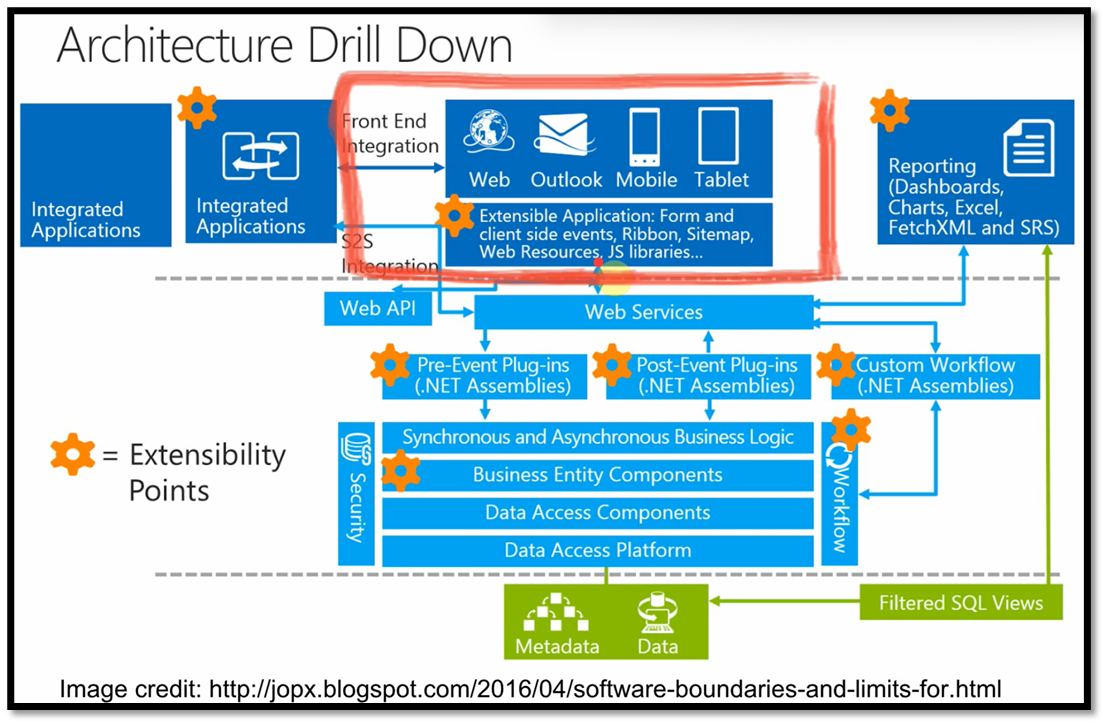 Architecture Drill Down
Integrated
Applications
Integrated
Applications
Front End
Integration
S2S
Integration
Web
Outlook
Mobile
Tablet
Extensible Application: Form and
client side events, Ribbon, Sitemap,
Web Resources, JS libraries...
Reporting
(Dashboards,
Charts, Excel,
FetchXML and SRS)
Web API
Web Services
Pre-Event Plug-ins
(.NET Assemblies)
Post-Event Plug-ins
(.NET Assemblies)
Custom Workflow
(.NET Assemblies)
= Extensibility
Points
Security
Synchronous and Asynchronous Business Logic
Business Entity Components
Data Access Components
Data Access Platform
Workflow
Metadata
Data
Filtered SQL Views
Image credit: http://jopx.blogspot.com/2016/04/software-boundaries-and-limits-for.html